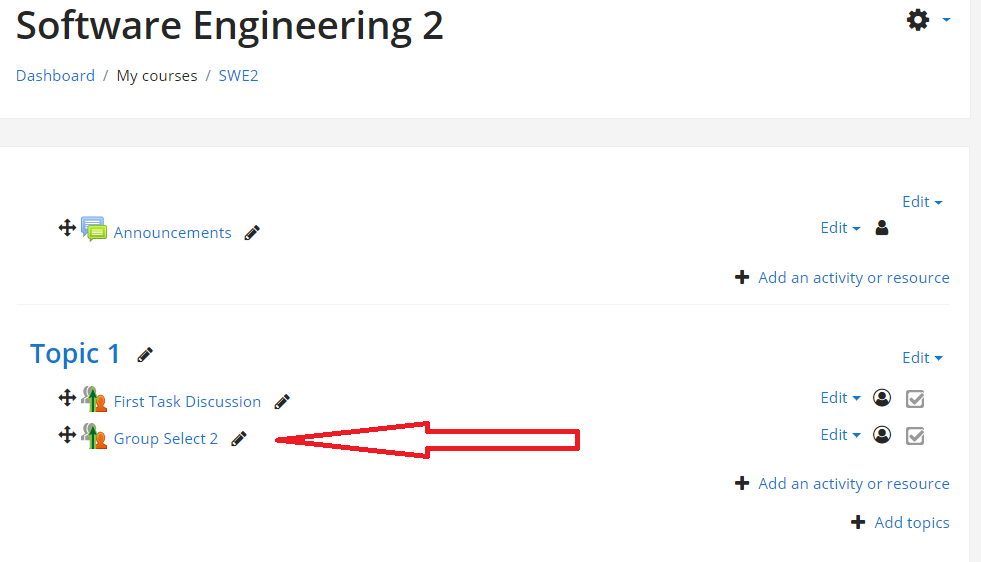 Software Engineering 2
Dashboard / My courses / SWE2
Edit
Announcements Edit
Add an activity or resource
Topic 1
Edit
First Task Discussion Edit
Group Select 2 Edit
Add an activity or resource
Add topics